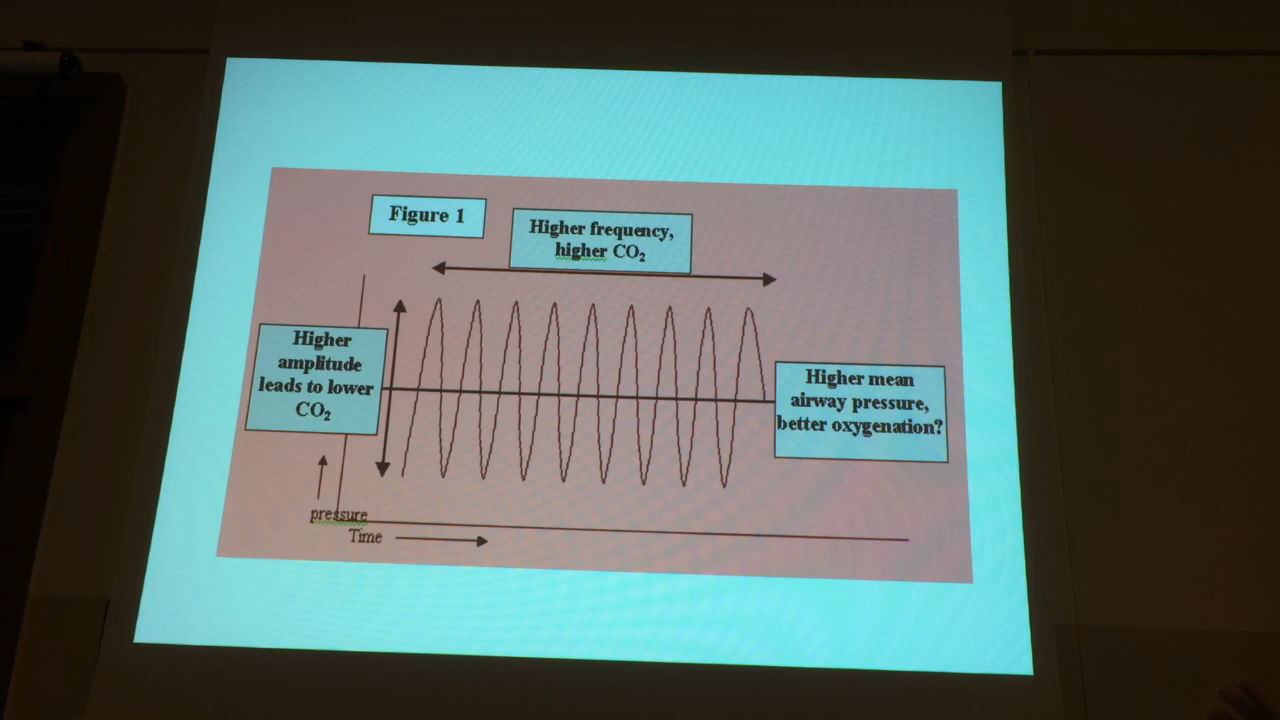 Figure 1
Higher frequency,
higher CO₂
Higher
amplitude
leads to lower
CO₂
Higher mean
airway pressure,
better oxygenation?
pressure
Time